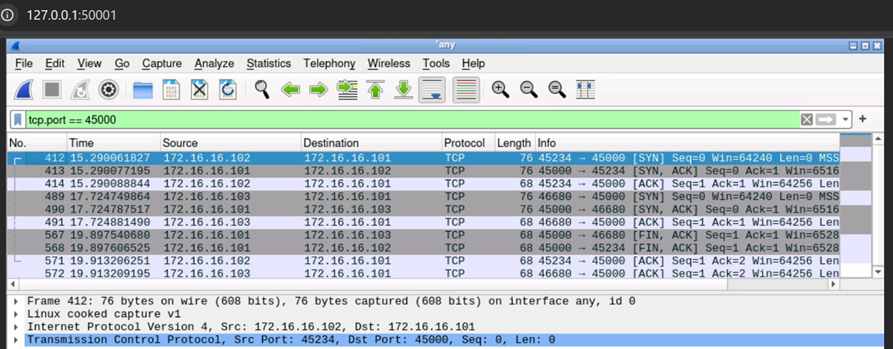 127.0.0.1:50001
*any
File Edit View Go Capture Analyze Statistics Telephony Wireless Tools Help
tcp.port == 45000
No. Time Source Destination Protocol Length Info
412 15.290061827 172.16.16.102 172.16.16.101 TCP 76 45234 → 45000 [SYN] Seq=0 Win=64240 Len=0 MSS
413 15.290077195 172.16.16.101 172.16.16.102 TCP 76 45000 → 45234 [SYN, ACK] Seq=0 Ack=1 Win=6516
414 15.290088844 172.16.16.102 172.16.16.101 TCP 68 45234 → 45000 [ACK] Seq=1 Ack=1 Win=64256 Len
489 17.724749864 172.16.16.103 172.16.16.101 TCP 76 46680 → 45000 [SYN] Seq=0 Win=64240 Len=0 MSS
490 17.724787517 172.16.16.101 172.16.16.103 TCP 76 45000 → 46680 [SYN, ACK] Seq=0 Ack=1 Win=6516
491 17.724881490 172.16.16.103 172.16.16.101 TCP 68 46680 → 45000 [ACK] Seq=1 Ack=1 Win=64256 Len
567 19.897540680 172.16.16.101 172.16.16.103 TCP 68 45000 → 46680 [FIN, ACK] Seq=1 Ack=1 Win=6528
568 19.897606525 172.16.16.101 172.16.16.102 TCP 68 45000 → 45234 [FIN, ACK] Seq=1 Ack=1 Win=6528
571 19.913206251 172.16.16.102 172.16.16.101 TCP 68 45234 → 45000 [ACK] Seq=1 Ack=2 Win=64256 Len
572 19.913209195 172.16.16.103 172.16.16.101 TCP 68 46680 → 45000 [ACK] Seq=1 Ack=2 Win=64256 Len
Frame 412: 76 bytes on wire (608 bits), 76 bytes captured (608 bits) on interface any, id 0
Linux cooked capture v1
Internet Protocol Version 4, Src: 172.16.16.102, Dst: 172.16.16.101
Transmission Control Protocol, Src Port: 45234, Dst Port: 45000, Seq: 0, Len: 0